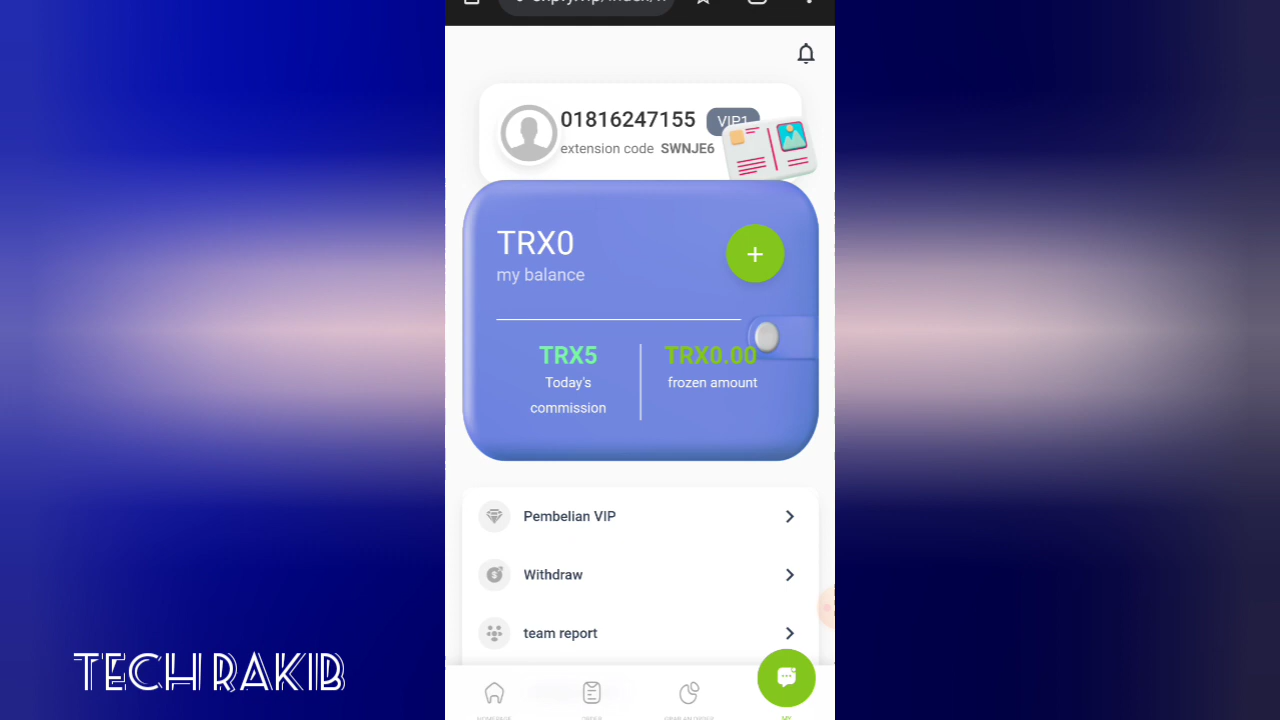 01816247155 VIP1
extension code SWNJE6
TRX0
my balance
TRX5
Today's
commission
TRX0.00
frozen amount
Pembelian VIP
Withdraw
team report
MY
TECH RAKIB